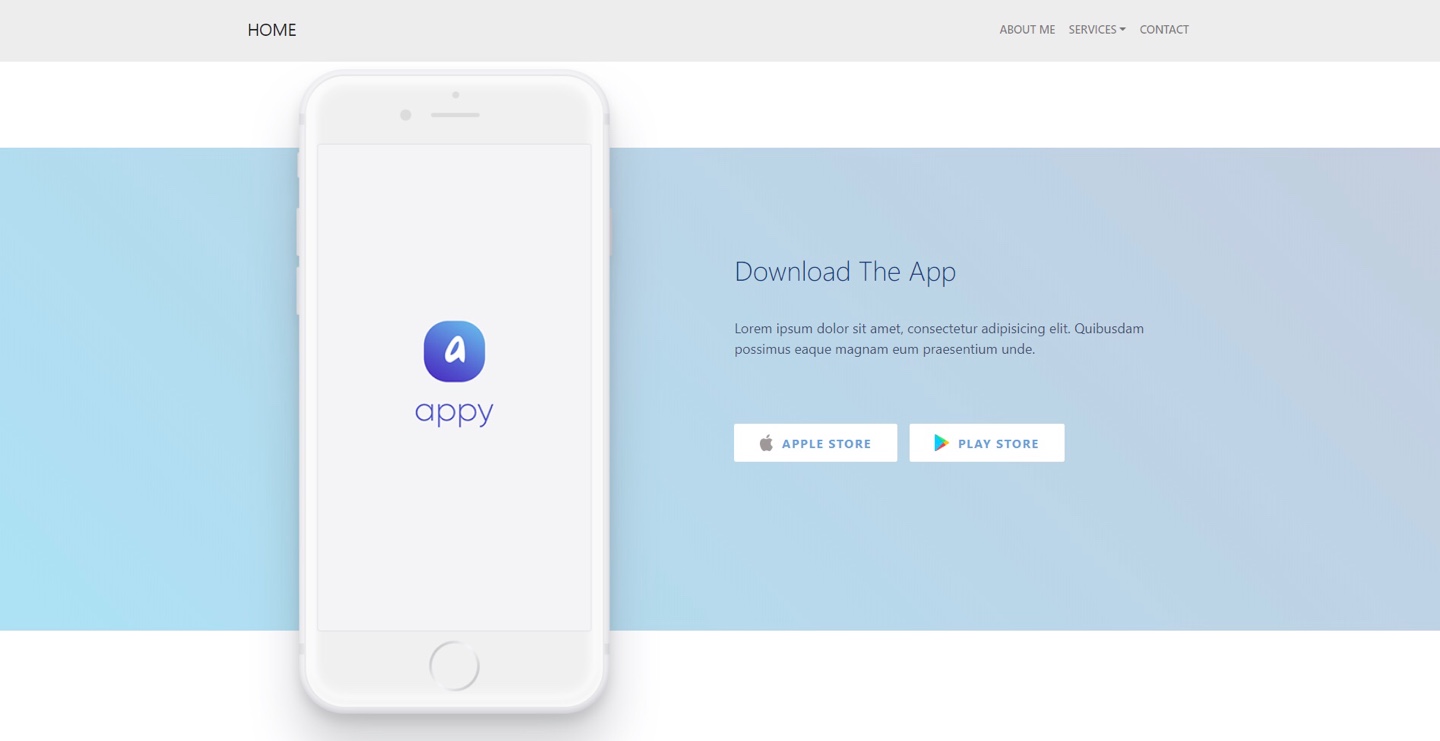 HOME
ABOUT ME SERVICES CONTACT
a
appy
Download The App
Lorem ipsum dolor sit amet, consectetur adipisicing elit. Quibusdam
possimus eaque magnam eum praesentium unde.
APPLE STORE
PLAY STORE